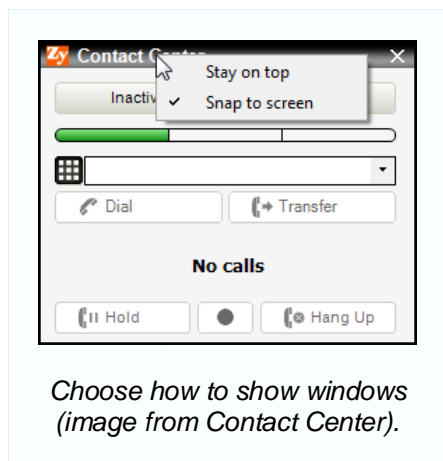 Zy Contact Center
Stay on top
Snap to screen
Inactiv
Dial
Transfer
No calls
Hold
Hang Up
Choose how to show windows
(image from Contact Center).